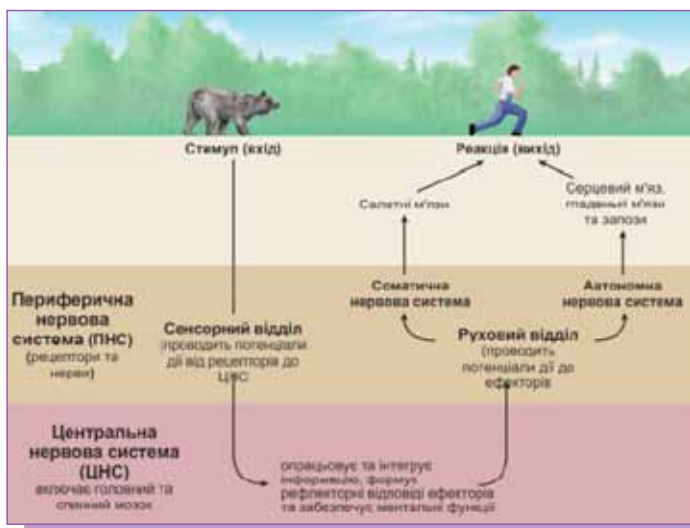 Стимул (вхід)
Реакція (вихід)
Скелетні м'язи
Серцевий м'яз,
гладенькі м'язи
та залози
Соматична
нервова система
Автономна
нервова система
Периферична
нервова
система (ПНС)
(рецептори та
нерви)
Сенсорний відділ
(проводить потенціали
дії від рецепторів до
ЦНС
Руховий відділ
(проводить
потенціали дії до
ефекторів
Центральна
нервова система
(ЦНС)
включає головний та
спинний мозок
опрацьовує та інтегрує
інформацію, формує
рефлекторні відповіді ефекторів
та забезпечує ментальні функції